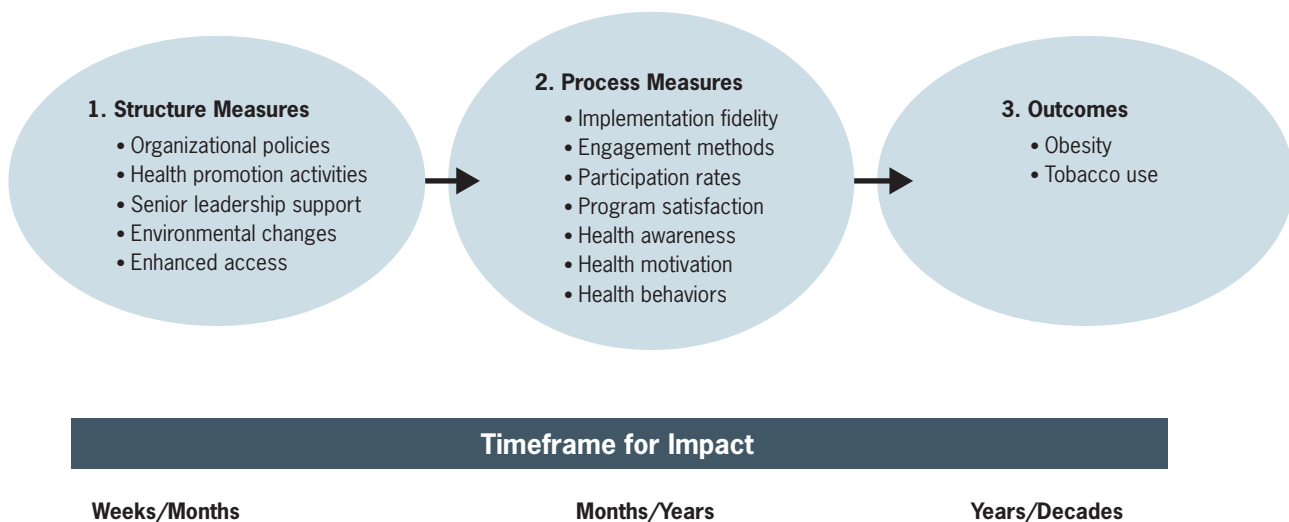 1. Structure Measures
• Organizational policies
• Health promotion activities
• Senior leadership support
• Environmental changes
• Enhanced access
2. Process Measures
• Implementation fidelity
• Engagement methods
• Participation rates
• Program satisfaction
• Health awareness
• Health motivation
• Health behaviors
3. Outcomes
• Obesity
• Tobacco use
Timeframe for Impact
Weeks/Months
Months/Years
Years/Decades